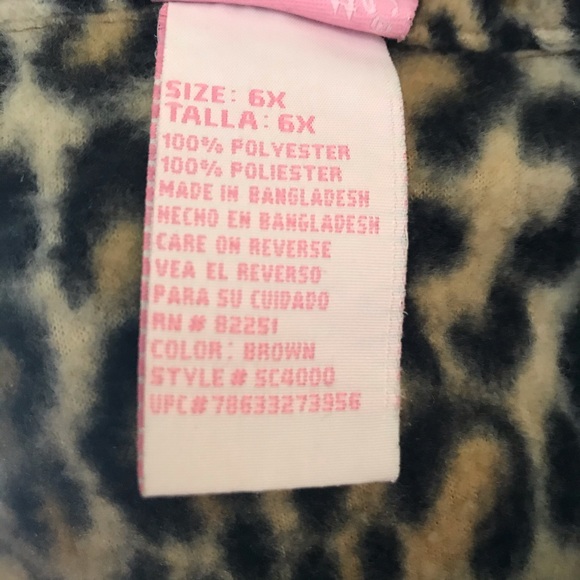 SIZE: 6X
TALLA: 6X
100% POLYESTER
100% POLIESTER
MADE IN BANGLADESH
HECHO EN BANGLADESH
CARE ON REVERSE
VEA EL REVERSO
PARA SU CUIDADO
RN # 82251
COLOR: BROWN
STYLE # SC4000
UPC# 78633273956